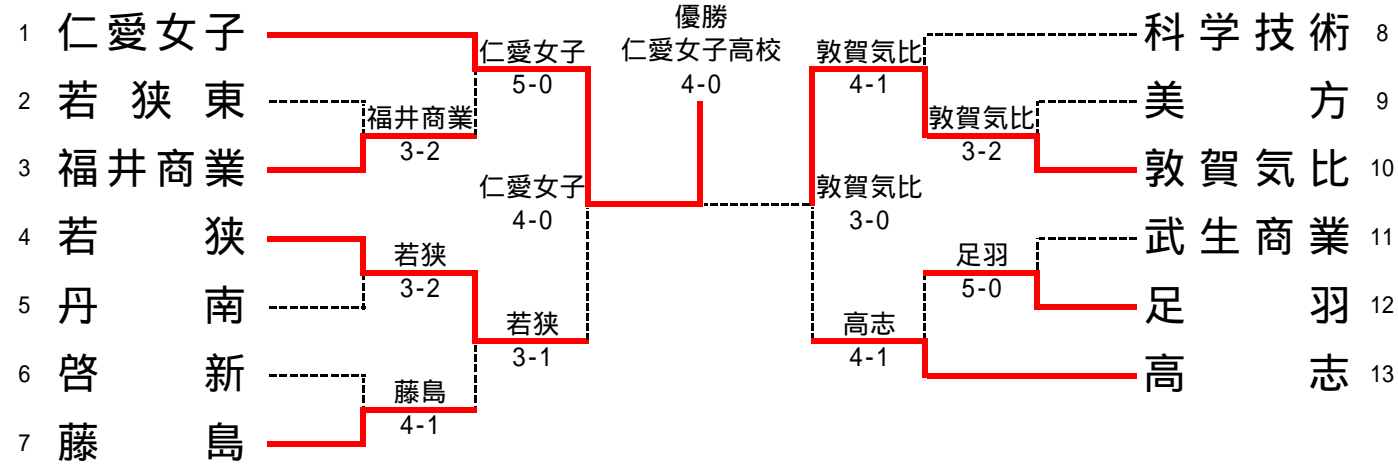 優勝
仁愛女子高校
4-0
1 仁愛女子
2 若狭東
3 福井商業
4 若狭
5 丹南
6 啓新
7 藤島
福井商業
3-2
若狭
3-2
藤島
4-1
仁愛女子
5-0
若狭
3-1
仁愛女子
4-0
敦賀気比
4-1
敦賀気比
3-0
高志
4-1
敦賀気比
3-2
足羽
5-0
科学技術 8
美方 9
敦賀気比 10
武生商業 11
足羽 12
高志 13